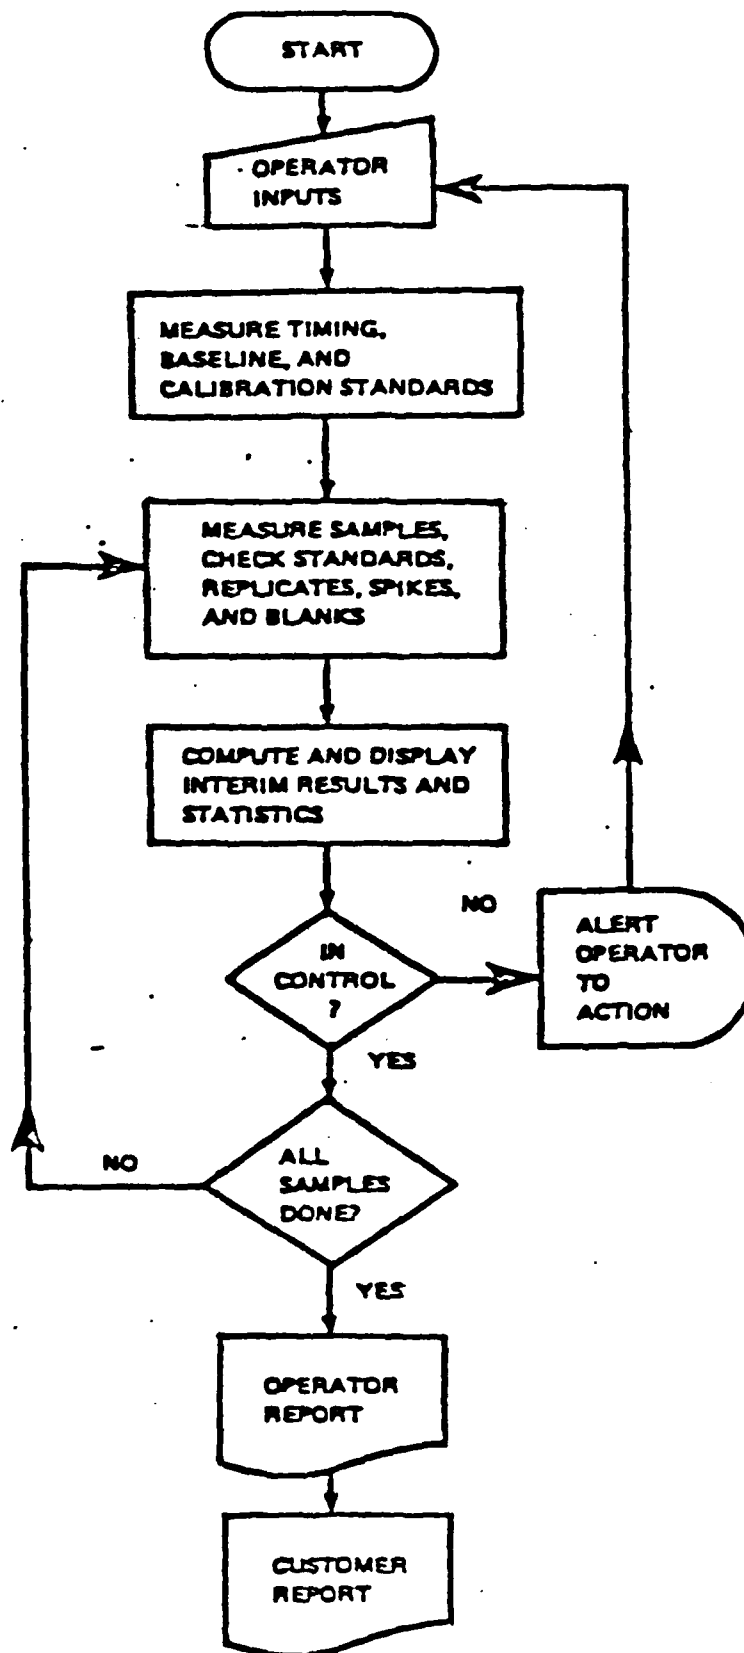 START
OPERATOR
INPUTS
MEASURE TIMING,
BASELINE, AND
CALIBRATION STANDARDS
MEASURE SAMPLES,
CHECK STANDARDS,
REPLICATES, SPIKES,
AND BLANKS
COMPUTE AND DISPLAY
INTERIM RESULTS AND
STATISTICS
IN
CONTROL
?
NO
ALERT
OPERATOR
TO
ACTION
YES
ALL
SAMPLES
DONE?
NO
YES
OPERATOR
REPORT
CUSTOMER
REPORT